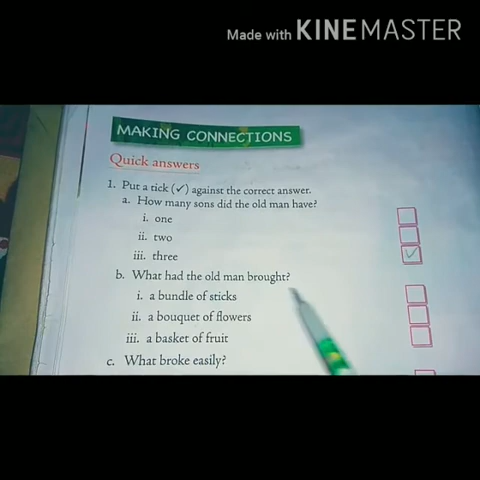 Made with KINEMASTER
MAKING CONNECTIONS
Quick answers
1. Put a tick (✓) against the correct answer.
a. How many sons did the old man have?
i. one
ii. two
iii. three ✓
b. What had the old man brought?
i. a bundle of sticks
ii. a bouquet of flowers
iii. a basket of fruit
c. What broke easily?